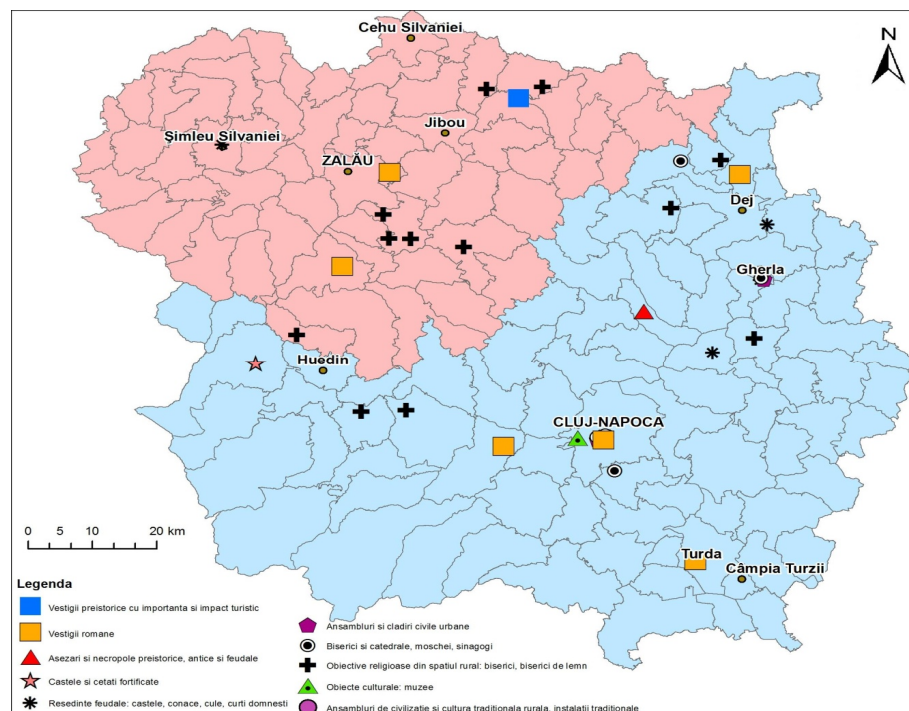 Cehu Silvaniei
N
Jibou
Şimleu Silvaniei
ZALĂU
Dej
Gherla
Huedin
CLUJ-NAPOCA
Turda
Câmpia Turzii
0 5 10 20 km
Legenda
Vestigii preistorice cu importanta si impact turistic
Vestigii romane
Asezari si necropole preistorice, antice si feudale
Castele si cetati fortificate
Resedinte feudale: castele, conace, cule, curti domnesti
Ansambluri si cladiri civile urbane
Biserici si catedrale, moschei, sinagogi
Obiective religioase din spatiul rural: biserici, biserici de lemn
Obiecte culturale: muzee
Ansambluri de civilizatie si cultura traditionala rurala, instalatii traditionale